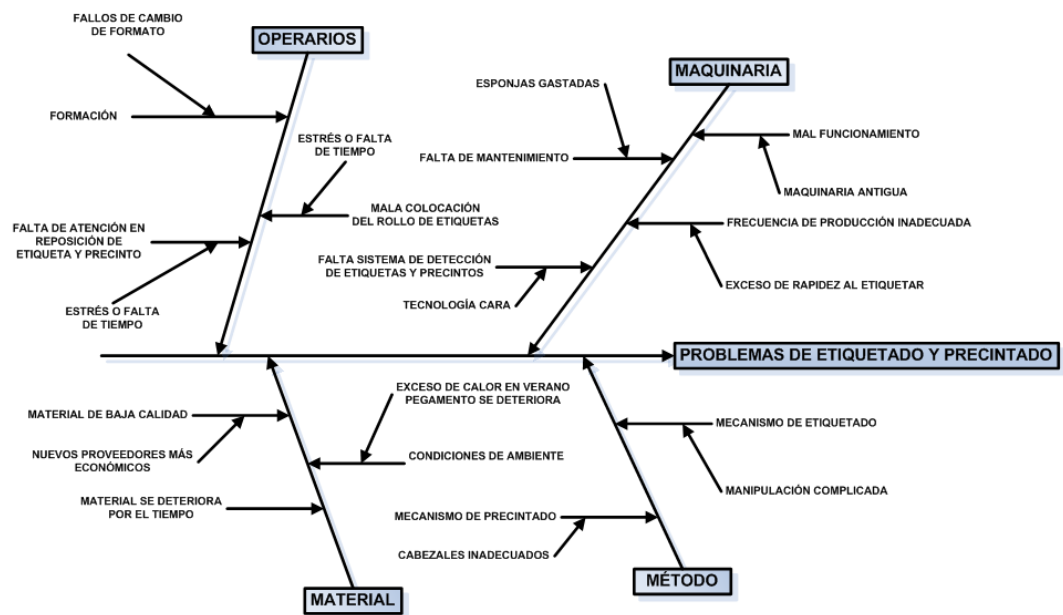 FALLOS DE CAMBIO
DE FORMATO
OPERARIOS
FORMACIÓN
ESTRÉS O FALTA
DE TIEMPO
MALA COLOCACIÓN
DEL ROLLO DE ETIQUETAS
FALTA DE ATENCIÓN EN
REPOSICIÓN DE
ETIQUETA Y PRECINTO
ESTRÉS O FALTA
DE TIEMPO
MAQUINARIA
ESPONJAS GASTADAS
MAL FUNCIONAMIENTO
FALTA DE MANTENIMIENTO
MAQUINARIA ANTIGUA
FRECUENCIA DE PRODUCCIÓN INADECUADA
FALTA SISTEMA DE DETECCIÓN
DE ETIQUETAS Y PRECINTOS
EXCESO DE RAPIDEZ AL ETIQUETAR
TECNOLOGÍA CARA
PROBLEMAS DE ETIQUETADO Y PRECINTADO
EXCESO DE CALOR EN VERANO
PEGAMENTO SE DETERIORA
MATERIAL DE BAJA CALIDAD
NUEVOS PROVEEDORES MÁS
ECONÓMICOS
CONDICIONES DE AMBIENTE
MATERIAL SE DETERIORA
POR EL TIEMPO
MATERIAL
MECANISMO DE ETIQUETADO
MANIPULACIÓN COMPLICADA
MECANISMO DE PRECINTADO
CABEZALES INADECUADOS
MÉTODO